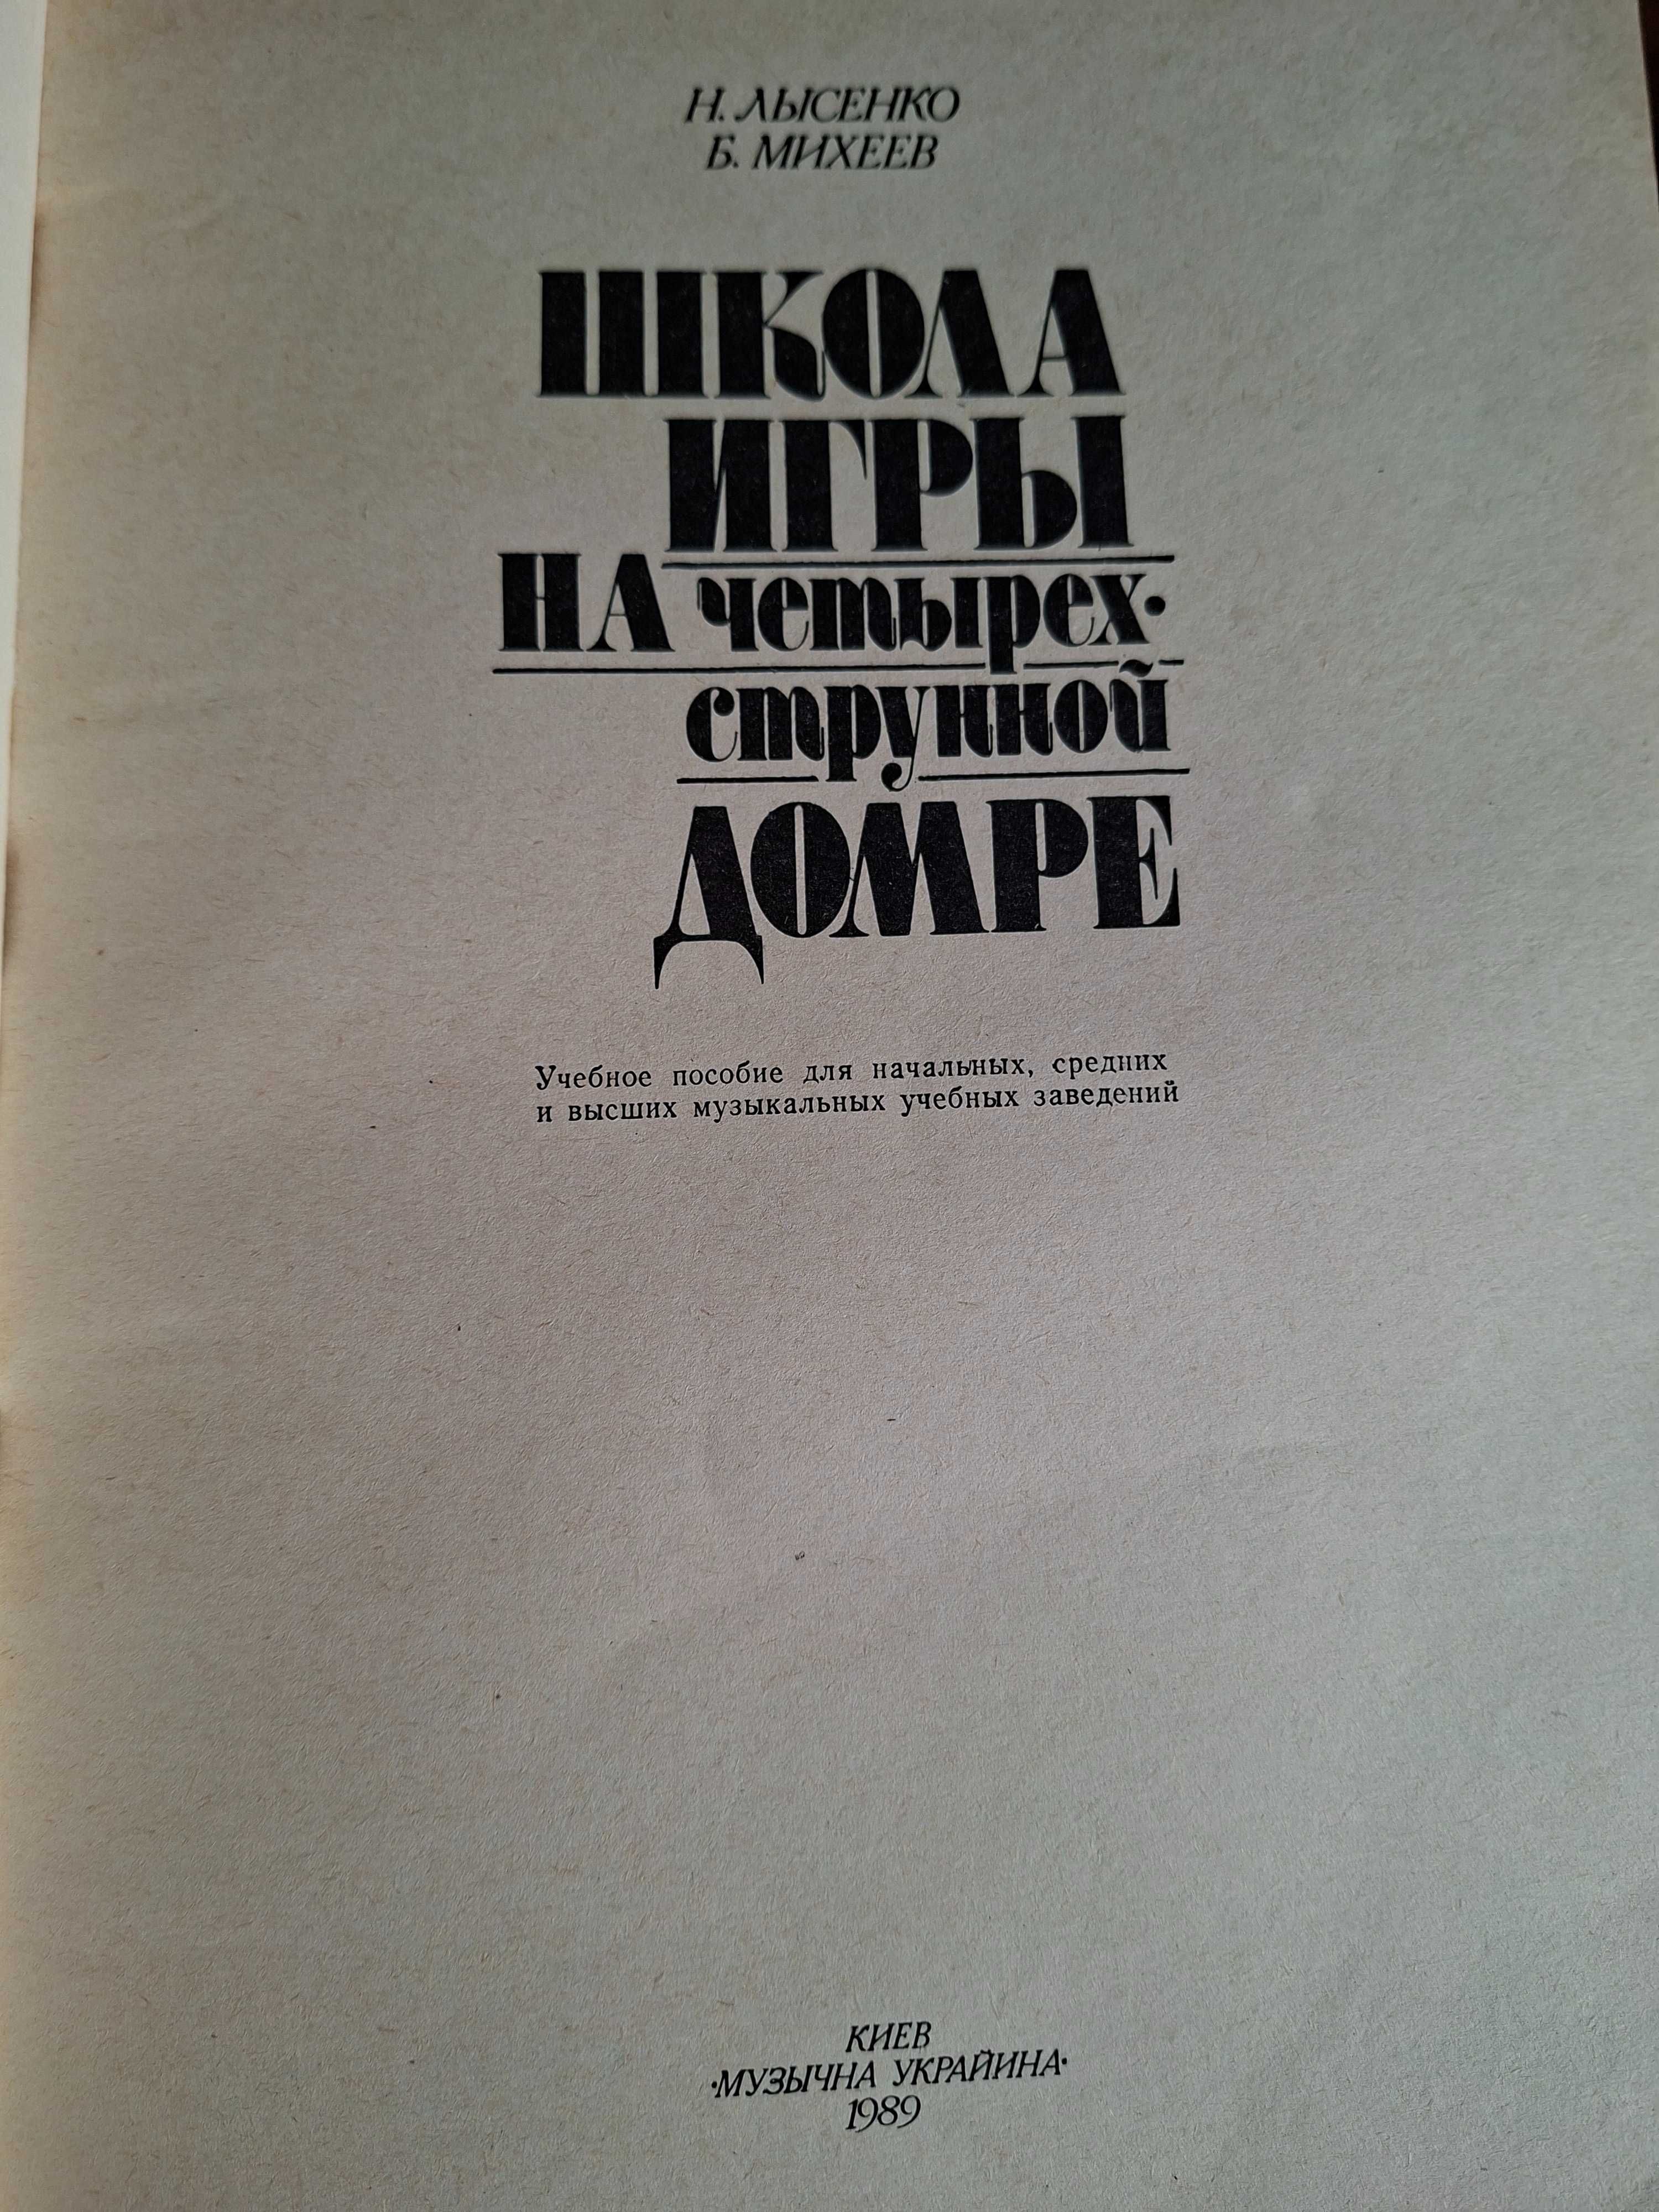 Н. ЛЫСЕНКО
Б. МИХЕЕВ
ШКОЛА
ИГРЫ
НА четырех-
струнной
ДОМРЕ
Учебное пособие для начальных, средних
и высших музыкальных учебных заведений
КИЕВ
·МУЗЫЧНА УКРАЙИНА·
1989